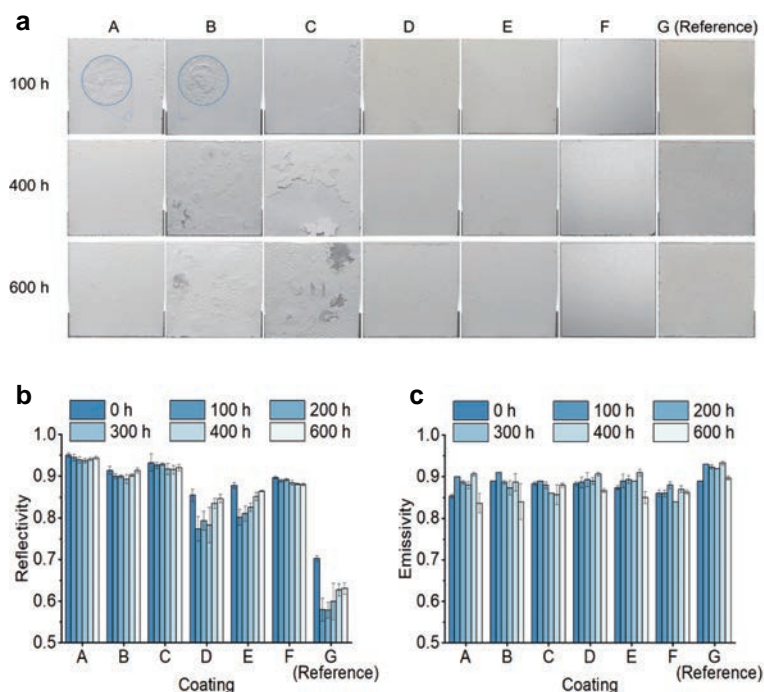 a
A B C D E F G (Reference)
100 h
400 h
600 h
b
0 h 100 h 200 h
300 h 400 h 600 h
1.0
0.9
0.8
0.7
0.6
0.5
Reflectivity
A B C D E F G
(Reference)
Coating
c
0 h 100 h 200 h
300 h 400 h 600 h
1.0
0.9
0.8
0.7
0.6
0.5
Emissivity
A B C D E F G
(Reference)
Coating